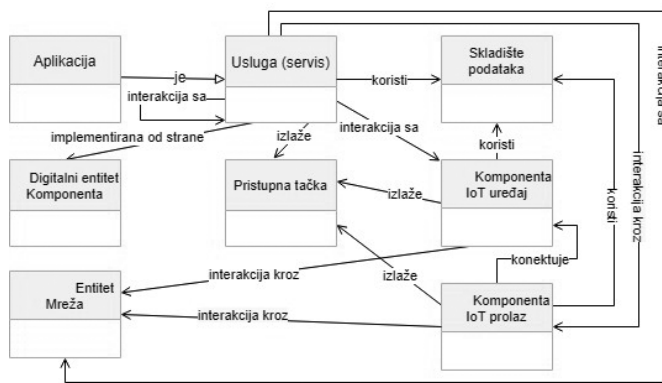 Aplikacija
Usluga (servis)
Skladište
podataka
je
koristi
interakcija sa
interakcija sa
implementirana od strane
izlaže
koristi
Digitalni entitet
Komponenta
Pristupna tačka
Komponenta
IoT uređaj
izlaže
koristi
interakcija kroz
interakcija kroz
konektuje
izlaže
Entitet
Mreža
interakcija kroz
Komponenta
IoT prolaz